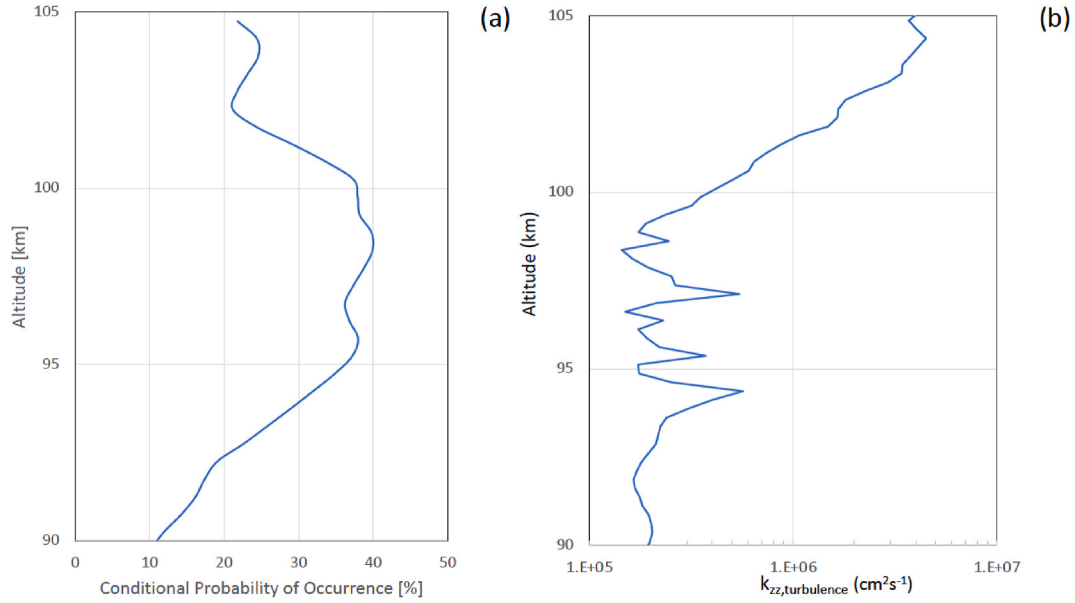 (a)
105
100
95
90
Altitude [km]
0 10 20 30 40 50
Conditional Probability of Occurrence [%]
(b)
105
100
95
90
Altitude (km)
1.E+05 1.E+06 1.E+07
kzz,turbulence (cm²s⁻¹)